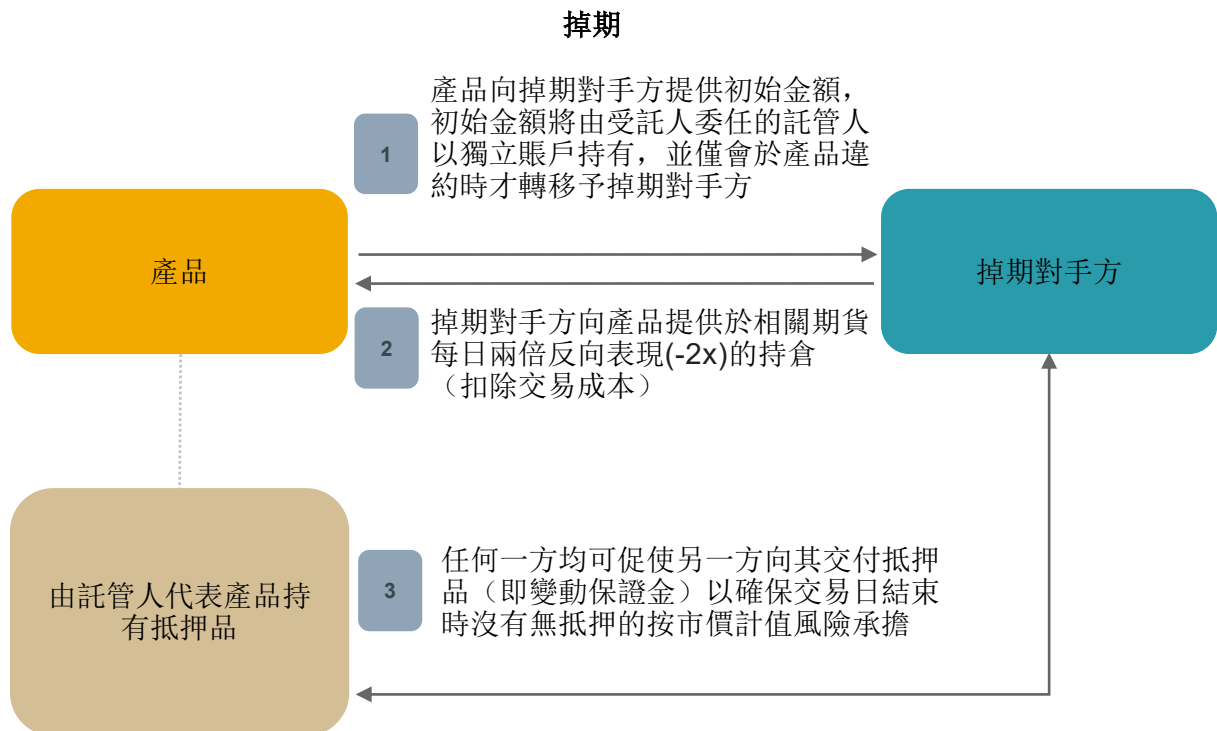 掉期
產品向掉期對手方提供初始金額，
初始金額將由受託人委任的託管人
以獨立賬戶持有，並僅會於產品違
約時才轉移予掉期對手方
1
產品
掉期對手方
2
掉期對手方向產品提供於相關期貨
每日兩倍反向表現(-2x)的持倉
（扣除交易成本）
由託管人代表產品持
有抵押品
3
任何一方均可促使另一方向其交付抵押
品（即變動保證金）以確保交易日結束
時沒有無抵押的按市價計值風險承擔